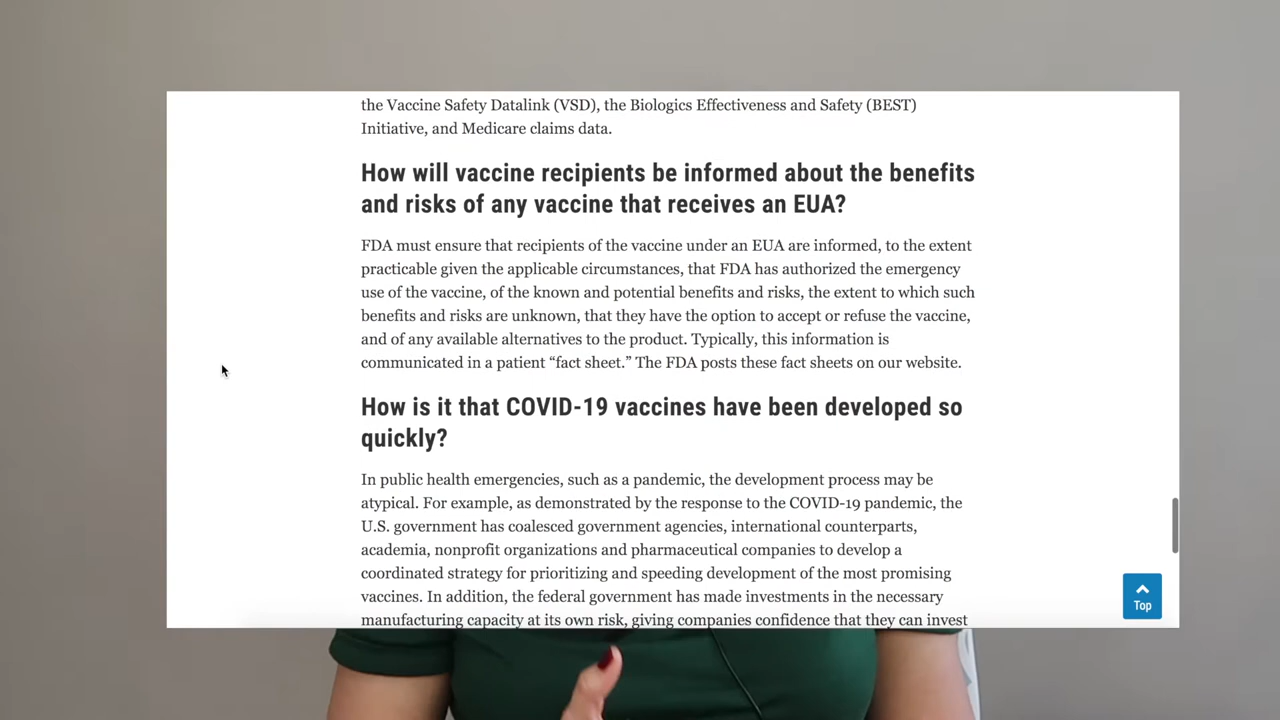 the Vaccine Safety Datalink (VSD), the Biologics Effectiveness and Safety (BEST)
Initiative, and Medicare claims data.
How will vaccine recipients be informed about the benefits
and risks of any vaccine that receives an EUA?
FDA must ensure that recipients of the vaccine under an EUA are informed, to the extent
practicable given the applicable circumstances, that FDA has authorized the emergency
use of the vaccine, of the known and potential benefits and risks, the extent to which such
benefits and risks are unknown, that they have the option to accept or refuse the vaccine,
and of any available alternatives to the product. Typically, this information is
communicated in a patient “fact sheet.” The FDA posts these fact sheets on our website.
How is it that COVID-19 vaccines have been developed so
quickly?
In public health emergencies, such as a pandemic, the development process may be
atypical. For example, as demonstrated by the response to the COVID-19 pandemic, the
U.S. government has coalesced government agencies, international counterparts,
academia, nonprofit organizations and pharmaceutical companies to develop a
coordinated strategy for prioritizing and speeding development of the most promising
vaccines. In addition, the federal government has made investments in the necessary
manufacturing capacity at its own risk, giving companies confidence that they can invest
Top